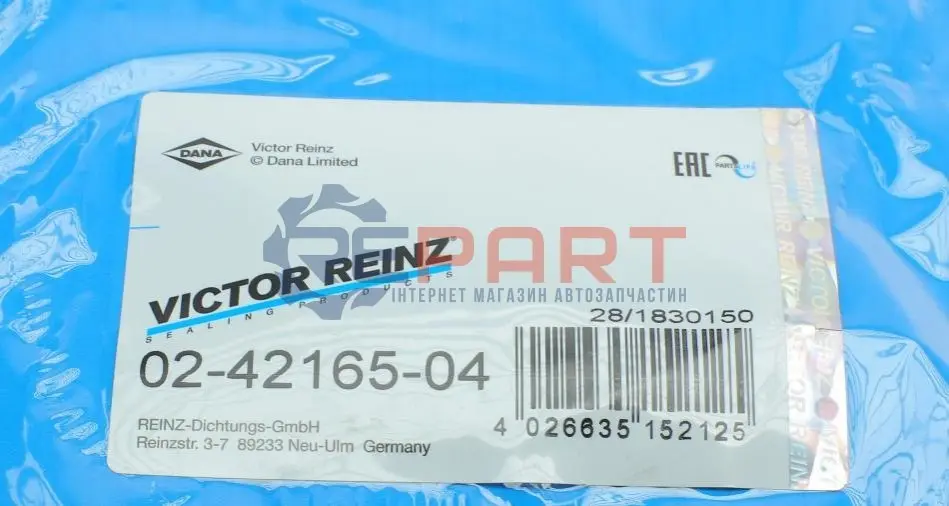 DANA
Victor Reinz
© Dana Limited
EAC
PART
PART
ІНТЕРНЕТ МАГАЗИН АВТОЗАПЧАСТИН
VICTOR REINZ
SEALING PRODUCTS
02-42165-04
28/1830150
4 026635 152125
REINZ-Dichtungs-GmbH
Reinzstr. 3-7 89233 Neu-Ulm Germany